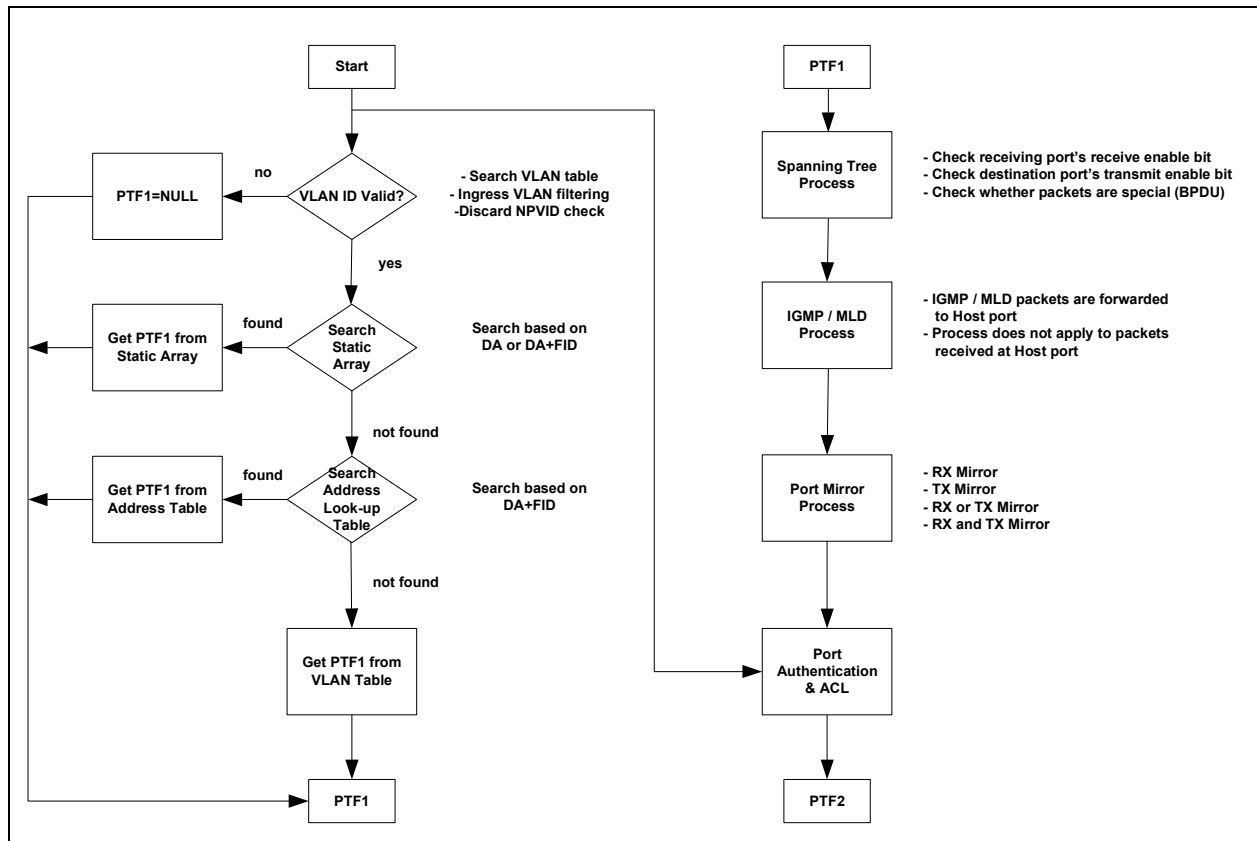 Start
no
PTF1=NULL
VLAN ID Valid?
- Search VLAN table
- Ingress VLAN filtering
-Discard NPVID check
yes
found
Get PTF1 from
Static Array
Search
Static
Array
Search based on
DA or DA+FID
not found
found
Get PTF1 from
Address Table
Search
Address
Look-up
Table
Search based on
DA+FID
not found
Get PTF1 from
VLAN Table
PTF1
PTF1
Spanning Tree
Process
- Check receiving port's receive enable bit
- Check destination port's transmit enable bit
- Check whether packets are special (BPDU)
IGMP / MLD
Process
- IGMP / MLD packets are forwarded
to Host port
- Process does not apply to packets
received at Host port
Port Mirror
Process
- RX Mirror
- TX Mirror
- RX or TX Mirror
- RX and TX Mirror
Port
Authentication
& ACL
PTF2